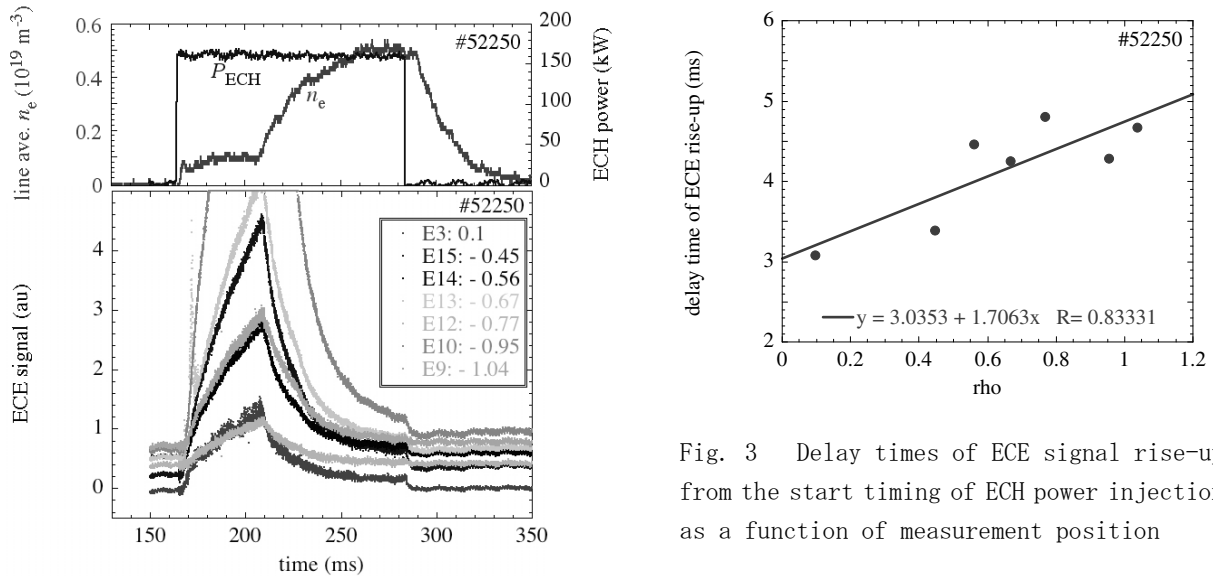 line ave. nₑ (10¹⁹ m⁻³)
0.6
0.4
0.2
0
200
150
100
50
0
ECH power (kW)
#52250
P_ECH
nₑ
ECE signal (au)
4
3
2
1
0
#52250
E3: 0.1
E15: - 0.45
E14: - 0.56
E13: - 0.67
E12: - 0.77
E10: - 0.95
E9: - 1.04
150 200 250 300 350
time (ms)
delay time of ECE rise-up (ms)
6
5
4
3
2
#52250
y = 3.0353 + 1.7063x R= 0.83331
0 0.2 0.4 0.6 0.8 1 1.2
rho
Fig. 3 Delay times of ECE signal rise-up
from the start timing of ECH power injection
as a function of measurement position